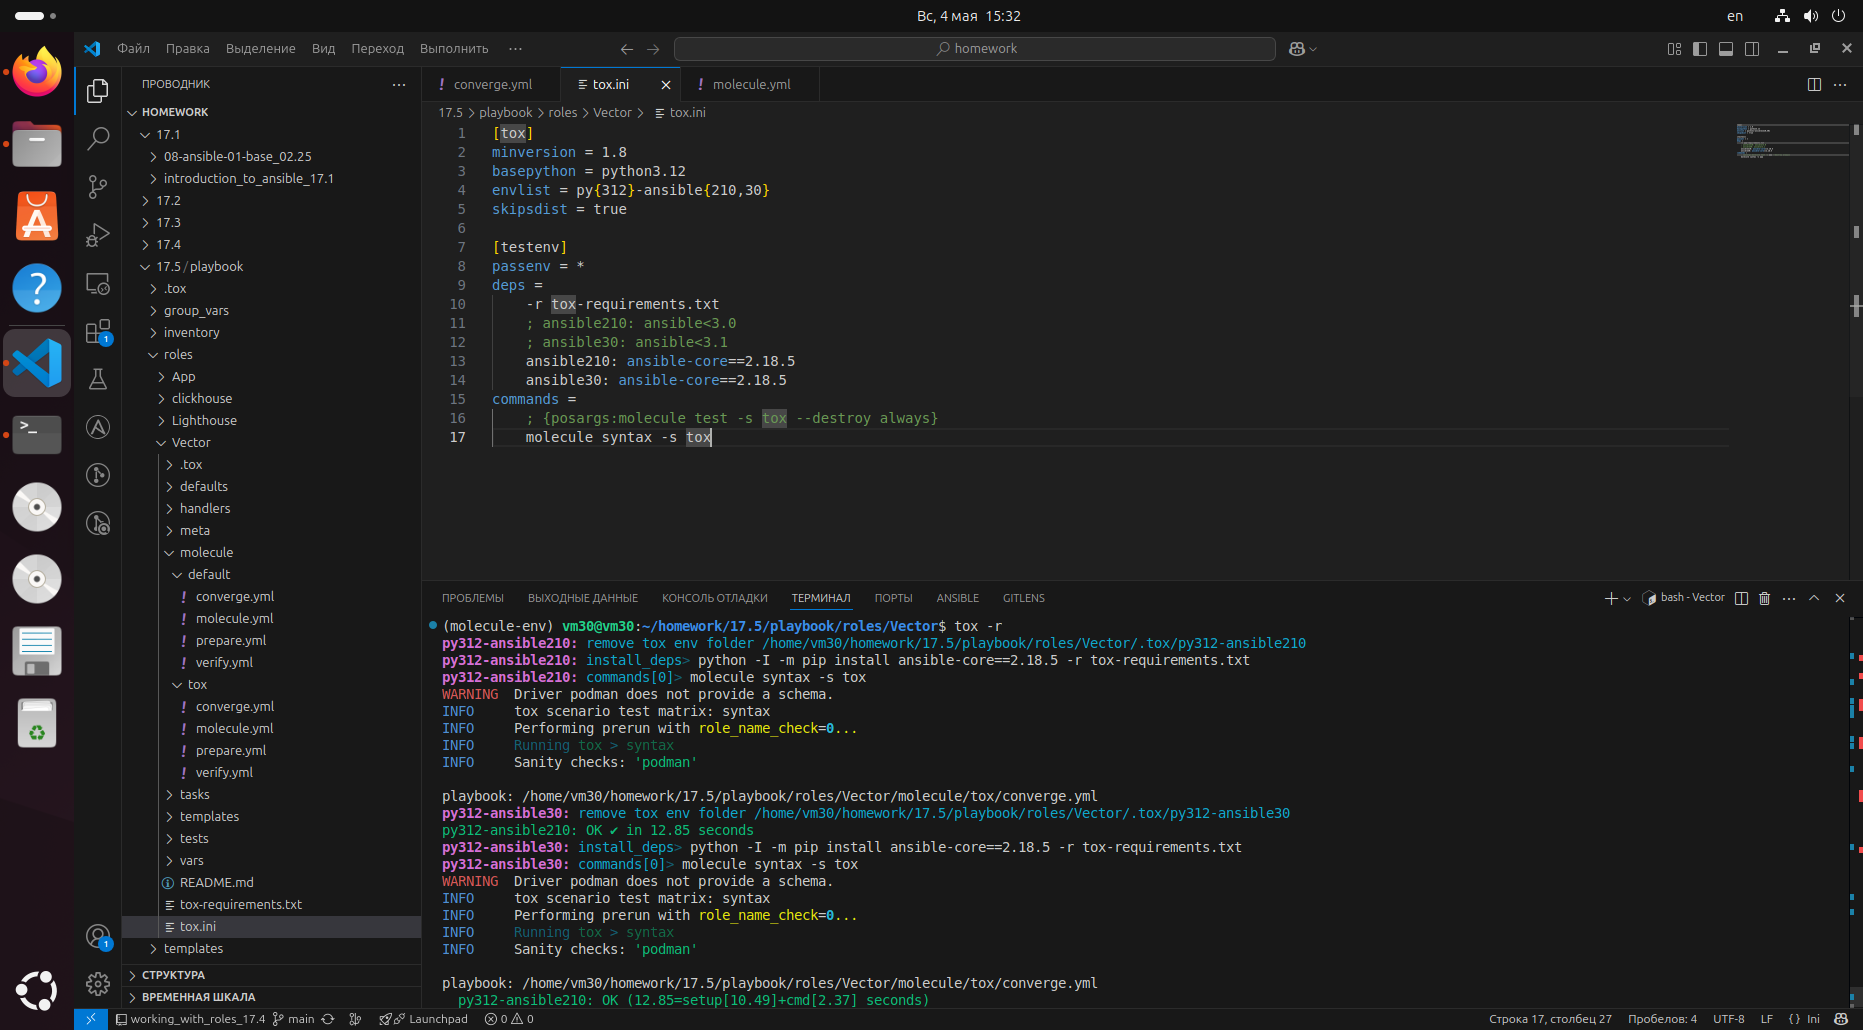 Вс, 4 мая 15:32
en
Файл Правка Выделение Вид Переход Выполнить ···
homework
ПРОВОДНИК
HOMEWORK
17.1
08-ansible-01-base_02.25
introduction_to_ansible_17.1
17.2
17.3
17.4
17.5 / playbook
.tox
group_vars
inventory
roles
App
clickhouse
Lighthouse
Vector
.tox
defaults
handlers
meta
molecule
default
! converge.yml
! molecule.yml
! prepare.yml
! verify.yml
tox
! converge.yml
! molecule.yml
! prepare.yml
! verify.yml
tasks
templates
tests
vars
README.md
tox-requirements.txt
tox.ini
templates
СТРУКТУРА
ВРЕМЕННАЯ ШКАЛА
1
1
! converge.yml
tox.ini
! molecule.yml
17.5 > playbook > roles > Vector > tox.ini
1 [tox]
2 minversion = 1.8
3 basepython = python3.12
4 envlist = py{312}-ansible{210,30}
5 skipsdist = true
6
7 [testenv]
8 passenv = *
9 deps =
10 -r tox-requirements.txt
11 ; ansible210: ansible<3.0
12 ; ansible30: ansible<3.1
13 ansible210: ansible-core==2.18.5
14 ansible30: ansible-core==2.18.5
15 commands =
16 ; {posargs:molecule test -s tox --destroy always}
17 molecule syntax -s tox
ПРОБЛЕМЫ ВЫХОДНЫЕ ДАННЫЕ КОНСОЛЬ ОТЛАДКИ ТЕРМИНАЛ ПОРТЫ ANSIBLE GITLENS
bash - Vector
(molecule-env) vm30@vm30:~/homework/17.5/playbook/roles/Vector$ tox -r
py312-ansible210: remove tox env folder /home/vm30/homework/17.5/playbook/roles/Vector/.tox/py312-ansible210
py312-ansible210: install_deps> python -I -m pip install ansible-core==2.18.5 -r tox-requirements.txt
py312-ansible210: commands[0]> molecule syntax -s tox
WARNING Driver podman does not provide a schema.
INFO tox scenario test matrix: syntax
INFO Performing prerun with role_name_check=0...
INFO Running tox > syntax
INFO Sanity checks: 'podman'
playbook: /home/vm30/homework/17.5/playbook/roles/Vector/molecule/tox/converge.yml
py312-ansible30: remove tox env folder /home/vm30/homework/17.5/playbook/roles/Vector/.tox/py312-ansible30
py312-ansible210: OK ✔ in 12.85 seconds
py312-ansible30: install_deps> python -I -m pip install ansible-core==2.18.5 -r tox-requirements.txt
py312-ansible30: commands[0]> molecule syntax -s tox
WARNING Driver podman does not provide a schema.
INFO tox scenario test matrix: syntax
INFO Performing prerun with role_name_check=0...
INFO Running tox > syntax
INFO Sanity checks: 'podman'
playbook: /home/vm30/homework/17.5/playbook/roles/Vector/molecule/tox/converge.yml
py312-ansible210: OK (12.85=setup[10.49]+cmd[2.37] seconds)
working_with_roles_17.4 main Launchpad 0 0
Строка 17, столбец 27 Пробелов: 4 UTF-8 LF {} Ini